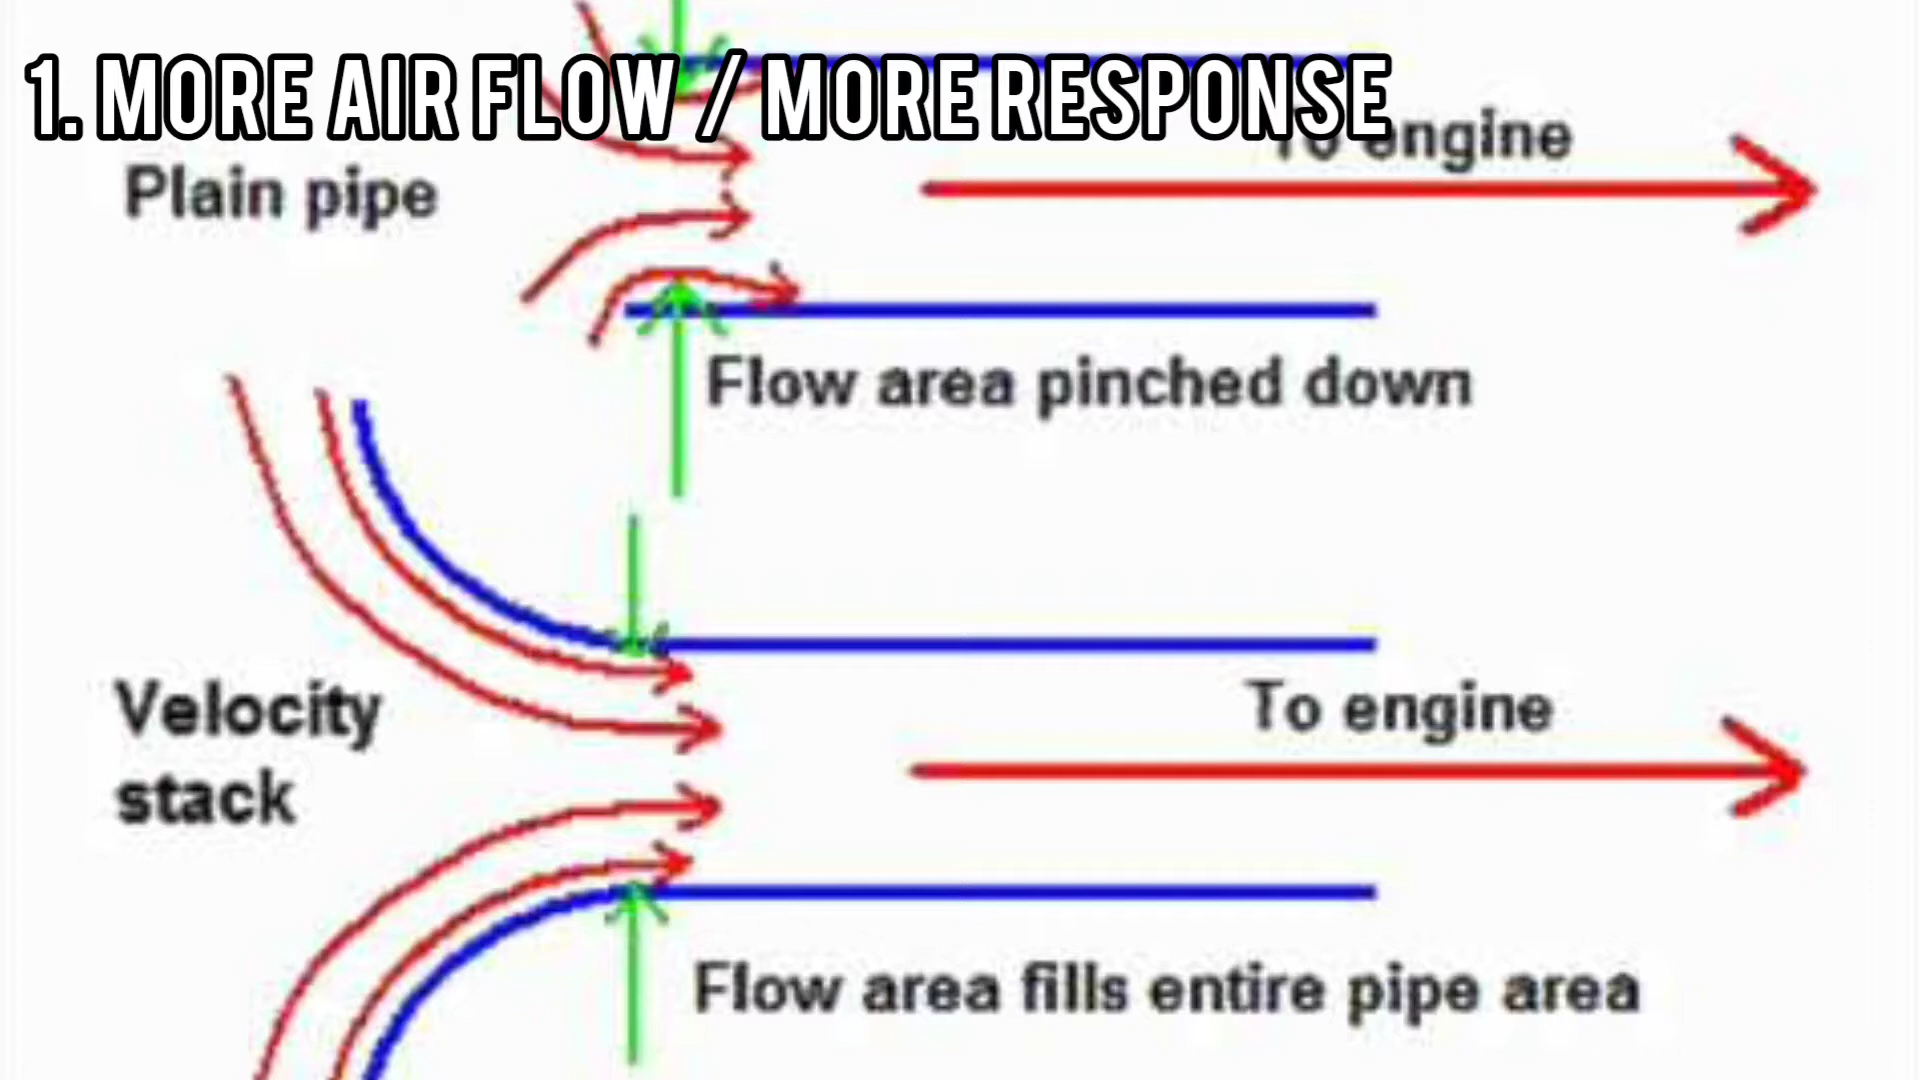 1. MORE AIR FLOW / MORE RESPONSE
To engine
Plain pipe
Flow area pinched down
Velocity
stack
To engine
Flow area fills entire pipe area